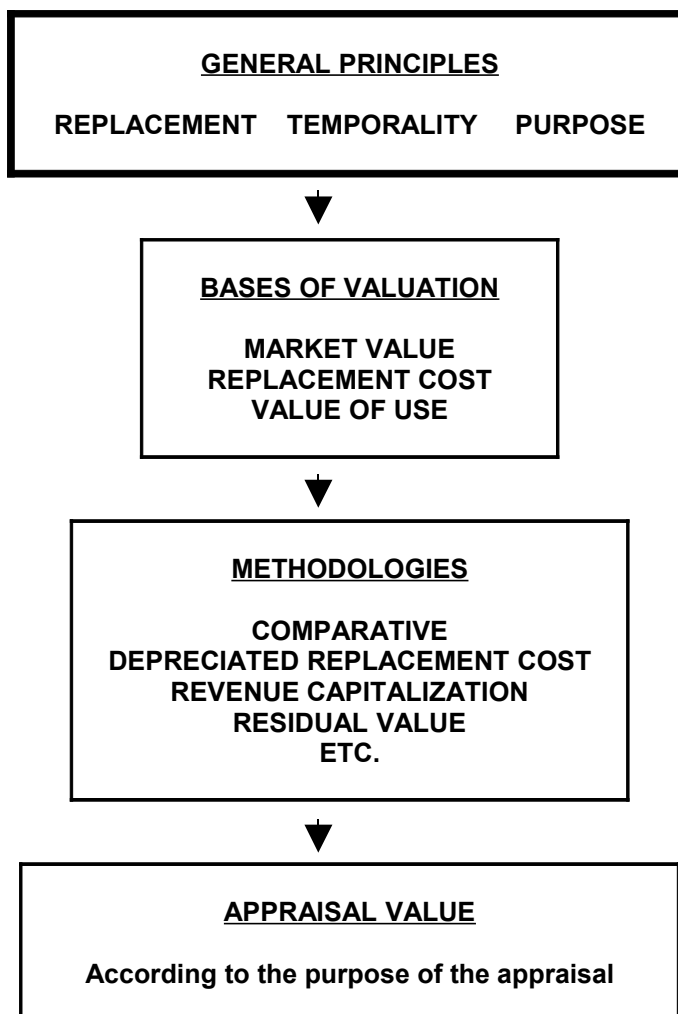 GENERAL PRINCIPLES
REPLACEMENT TEMPORALITY PURPOSE
BASES OF VALUATION
MARKET VALUE
REPLACEMENT COST
VALUE OF USE
METHODOLOGIES
COMPARATIVE
DEPRECIATED REPLACEMENT COST
REVENUE CAPITALIZATION
RESIDUAL VALUE
ETC.
APPRAISAL VALUE
According to the purpose of the appraisal